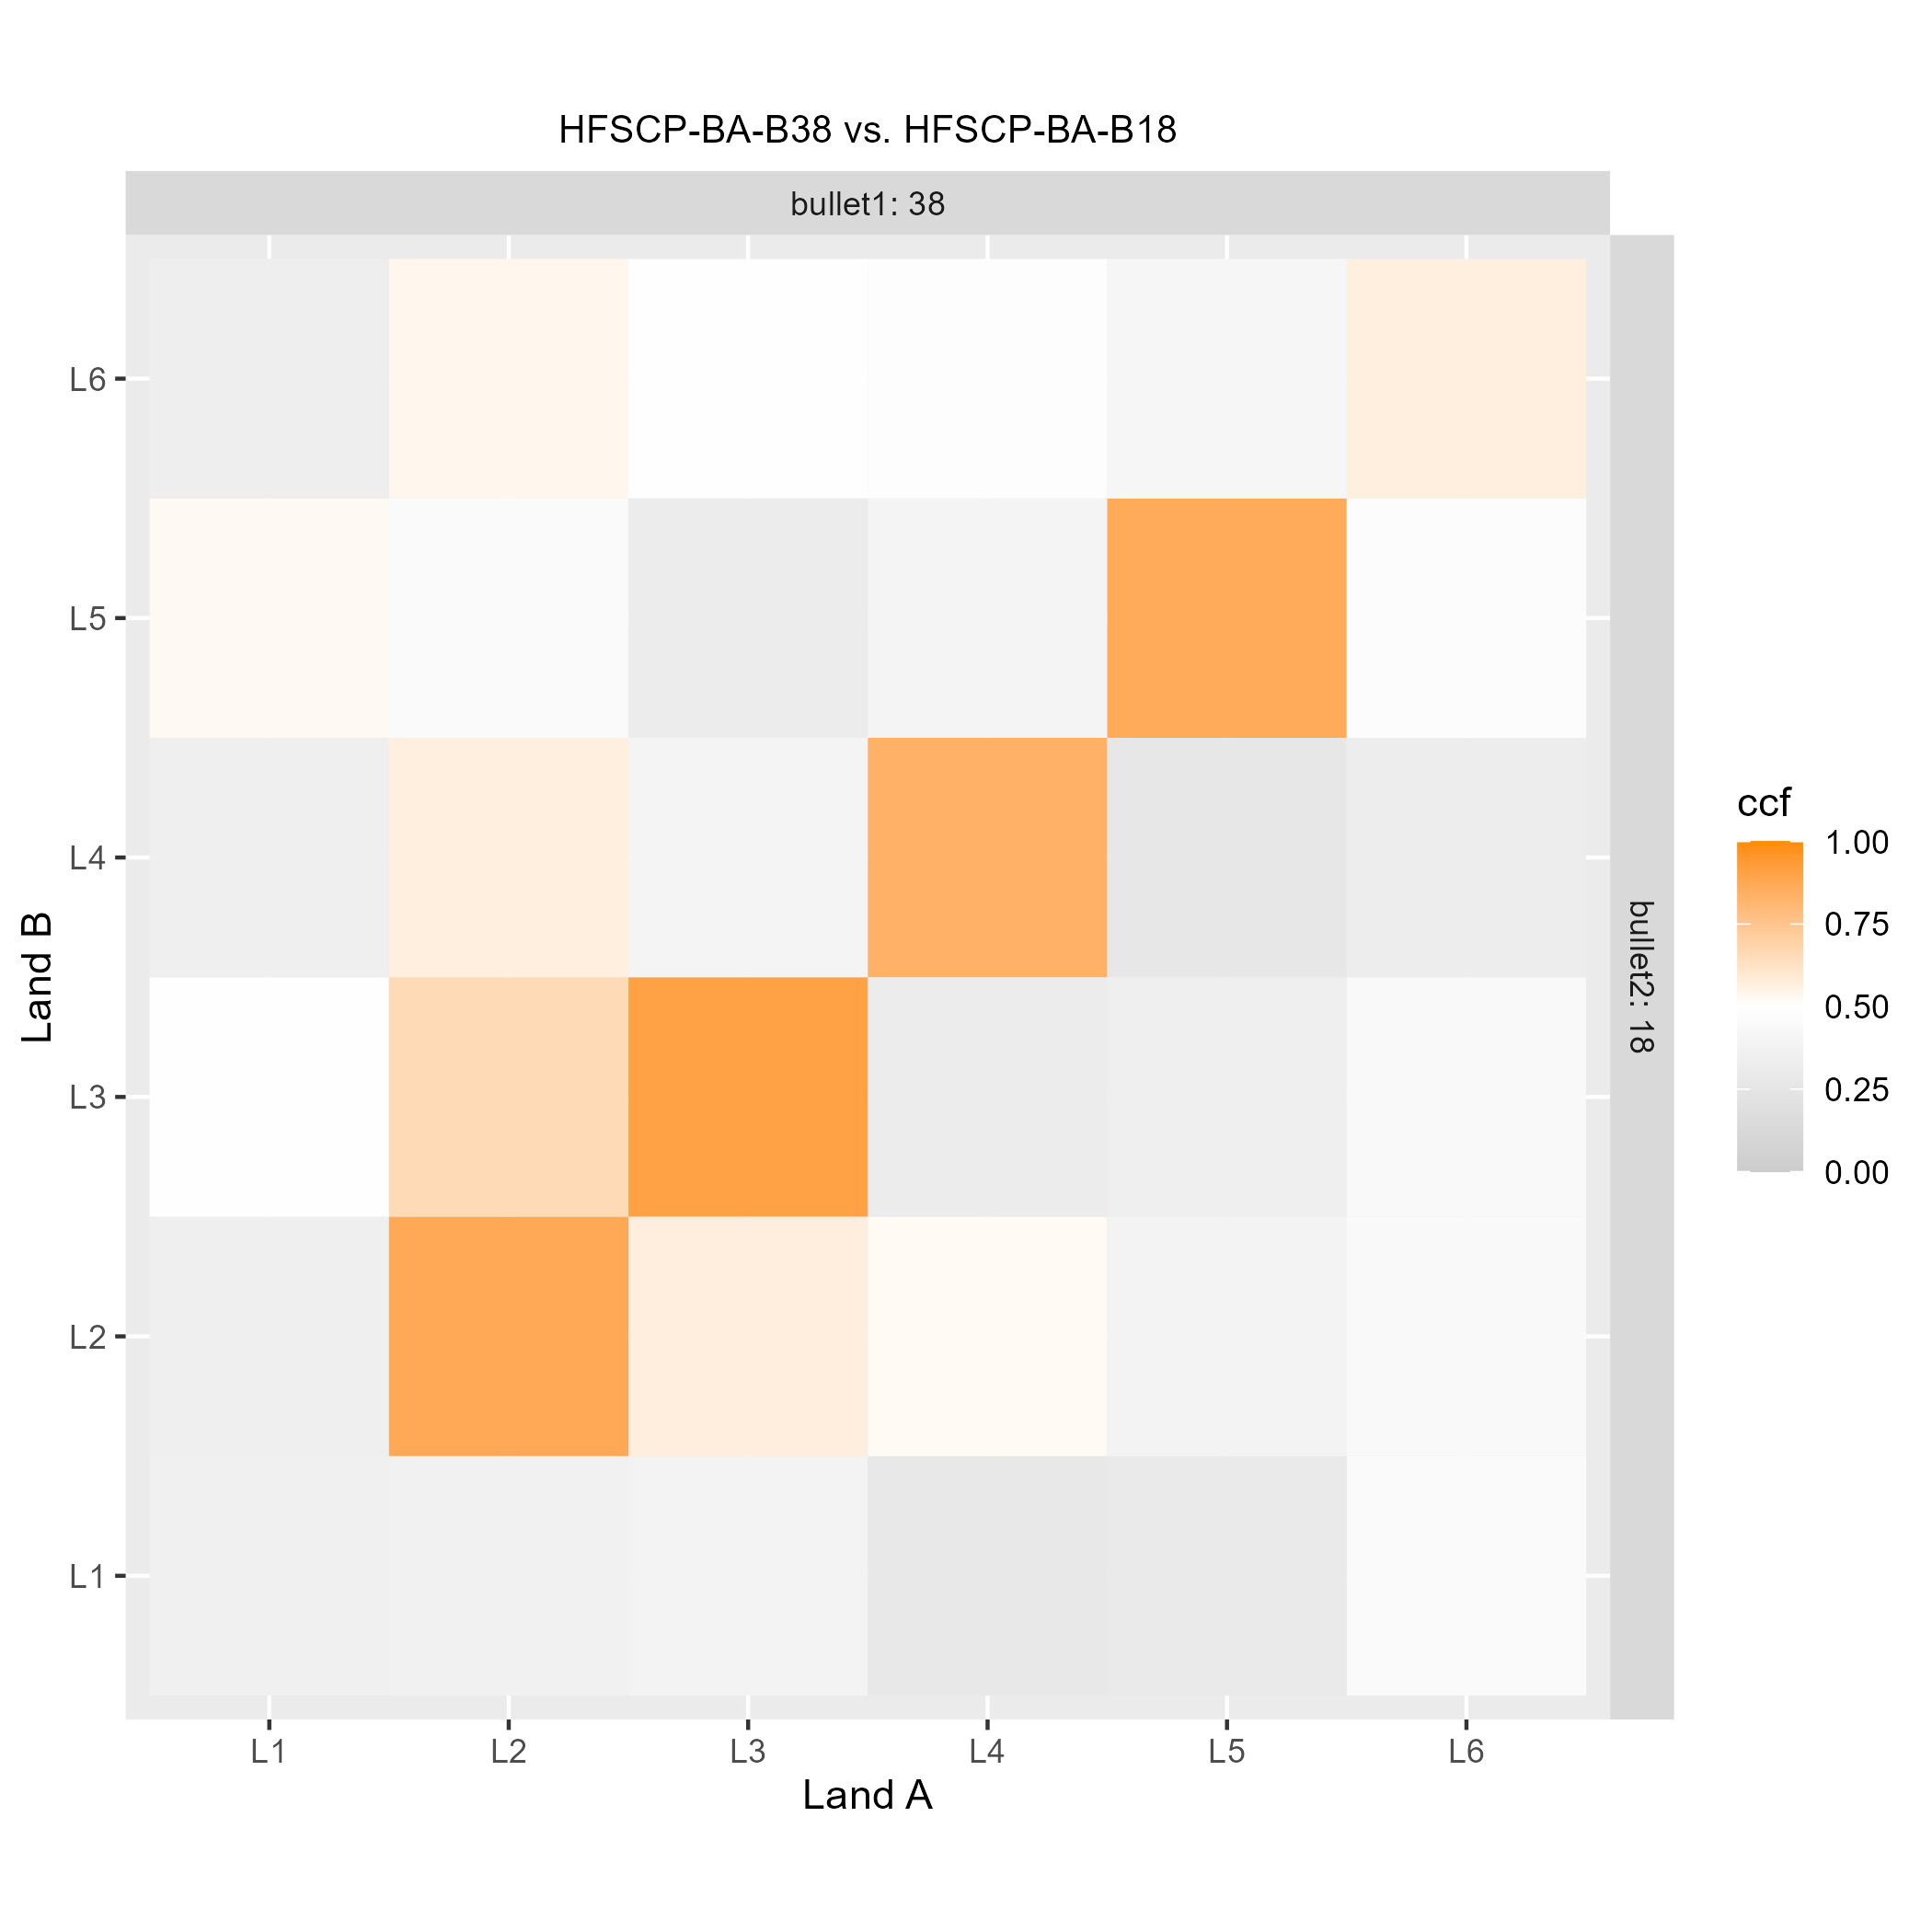 HFSCP-BA-B38 vs. HFSCP-BA-B18
bullet1: 38
L6
L5
L4
L3
L2
L1
Land B
bullet2: 18
L1 L2 L3 L4 L5 L6
Land A
ccf
1.00
0.75
0.50
0.25
0.00